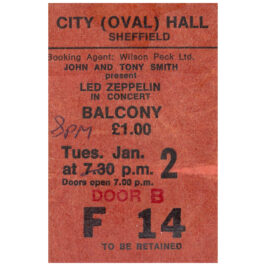 CITY (OVAL) HALL
SHEFFIELD
Booking Agent: Wilson Peck Ltd.
JOHN AND TONY SMITH
present
LED ZEPPELIN
IN CONCERT
BALCONY
8PM £1.00
Tues. Jan. 2
at 7.30 p.m.
Doors open 7.00 p.m.
DOOR B
F 14
TO BE RETAINED